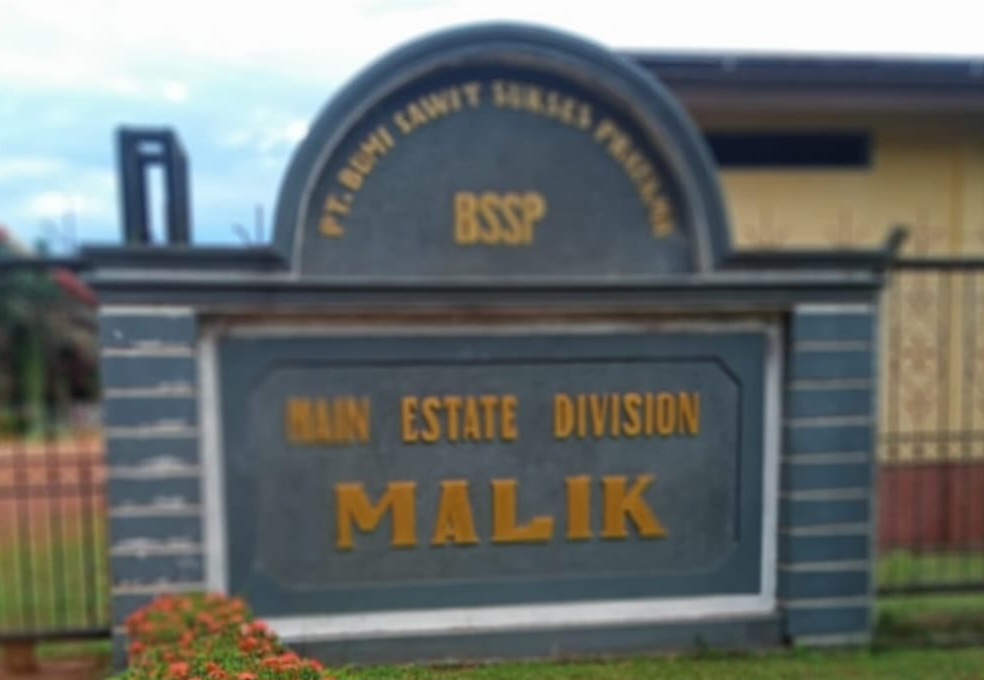 PT. BUMI SAWIT SUKSES PRATAMA
BSSP
MAIN ESTATE DIVISION
MALIK